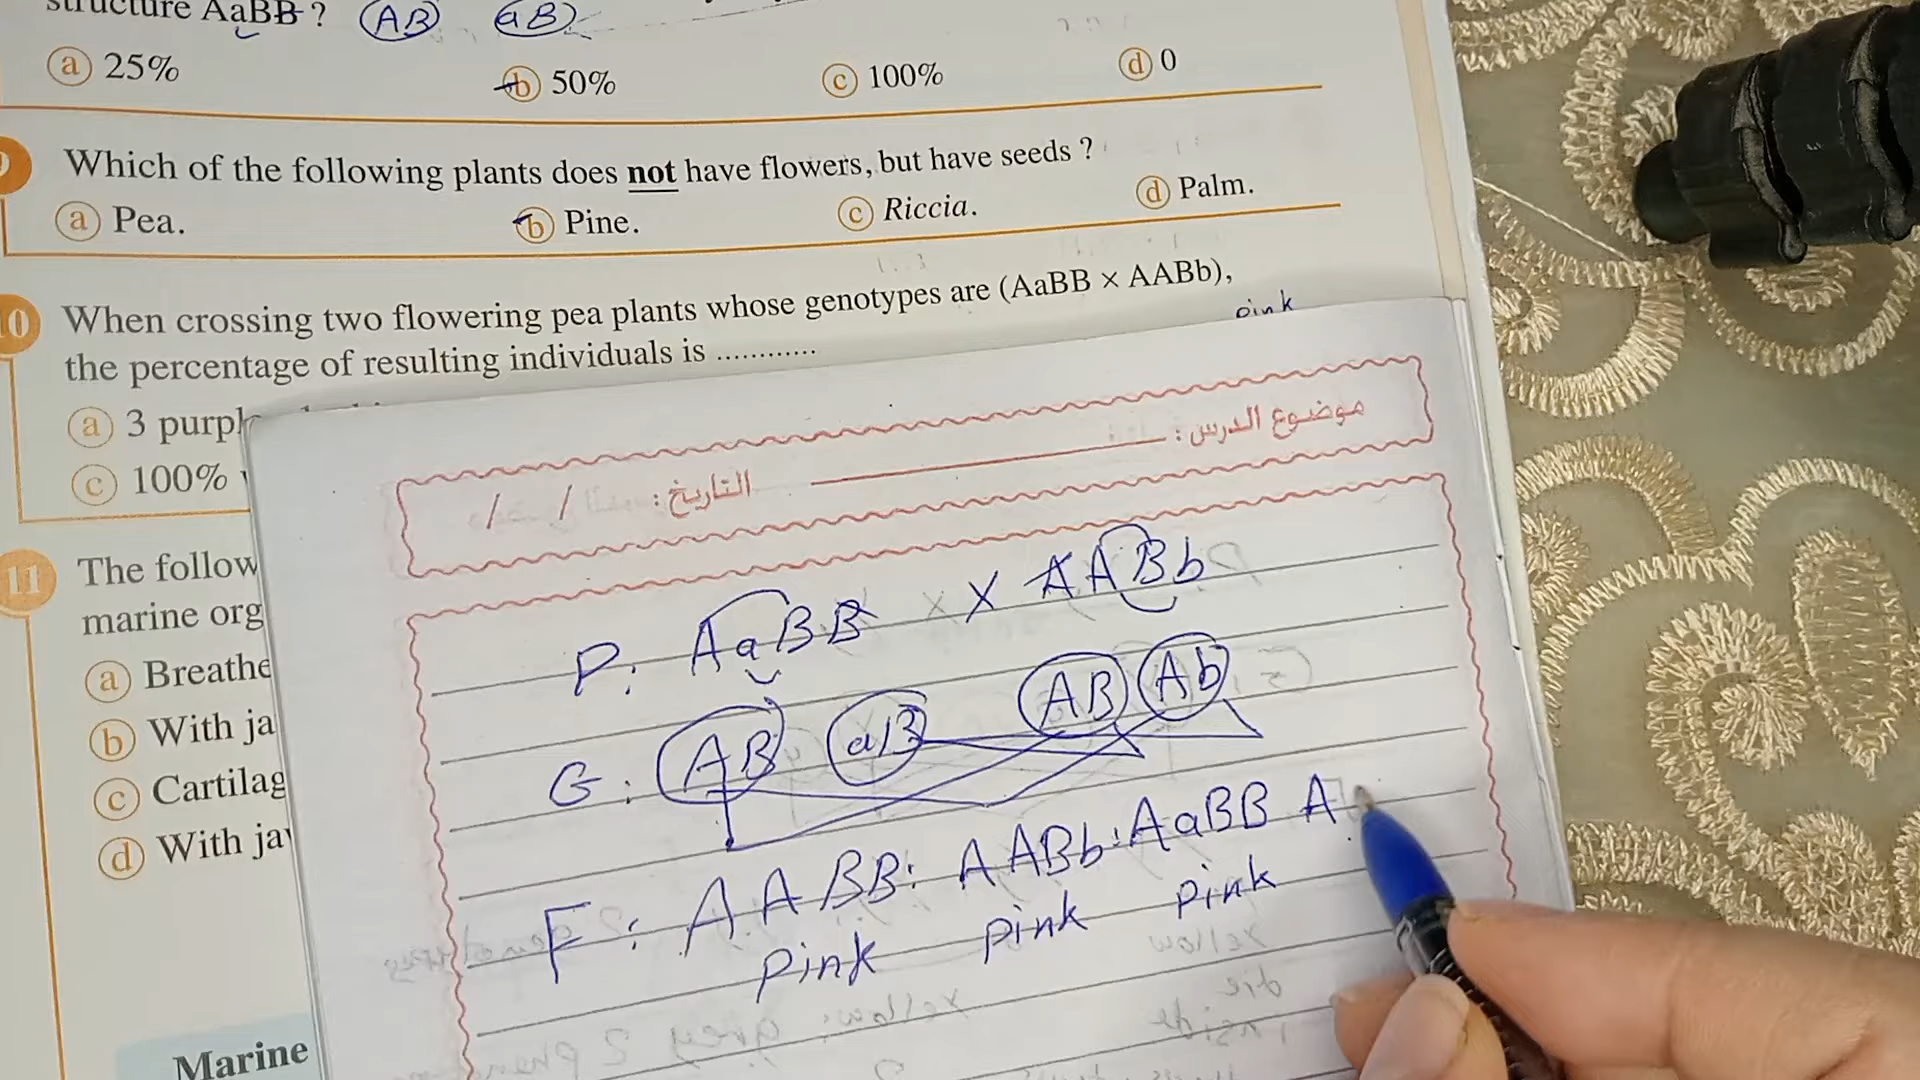 structure AaBB ? AB aB
a 25% b 50% c 100% d 0
Which of the following plants does not have flowers, but have seeds ?
a Pea. b Pine. c Riccia. d Palm.
10 When crossing two flowering pea plants whose genotypes are (AaBB × AABb),
pink
the percentage of resulting individuals is ............
a 3 purpl
c 100%
موضوع الدرس :
التاريخ : / /
11 The follow
marine org
a Breathe
b With ja
c Cartilag
d With jaw
P: AaBB X AABb
G: AB aB AB Ab
F: AABB: AABb: AaBB A
pink pink pink
Marine